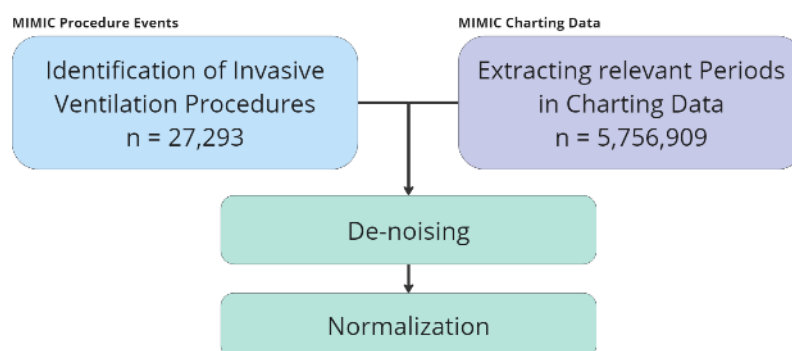 MIMIC Procedure Events
Identification of Invasive
Ventilation Procedures
n = 27,293
MIMIC Charting Data
Extracting relevant Periods
in Charting Data
n = 5,756,909
De-noising
Normalization